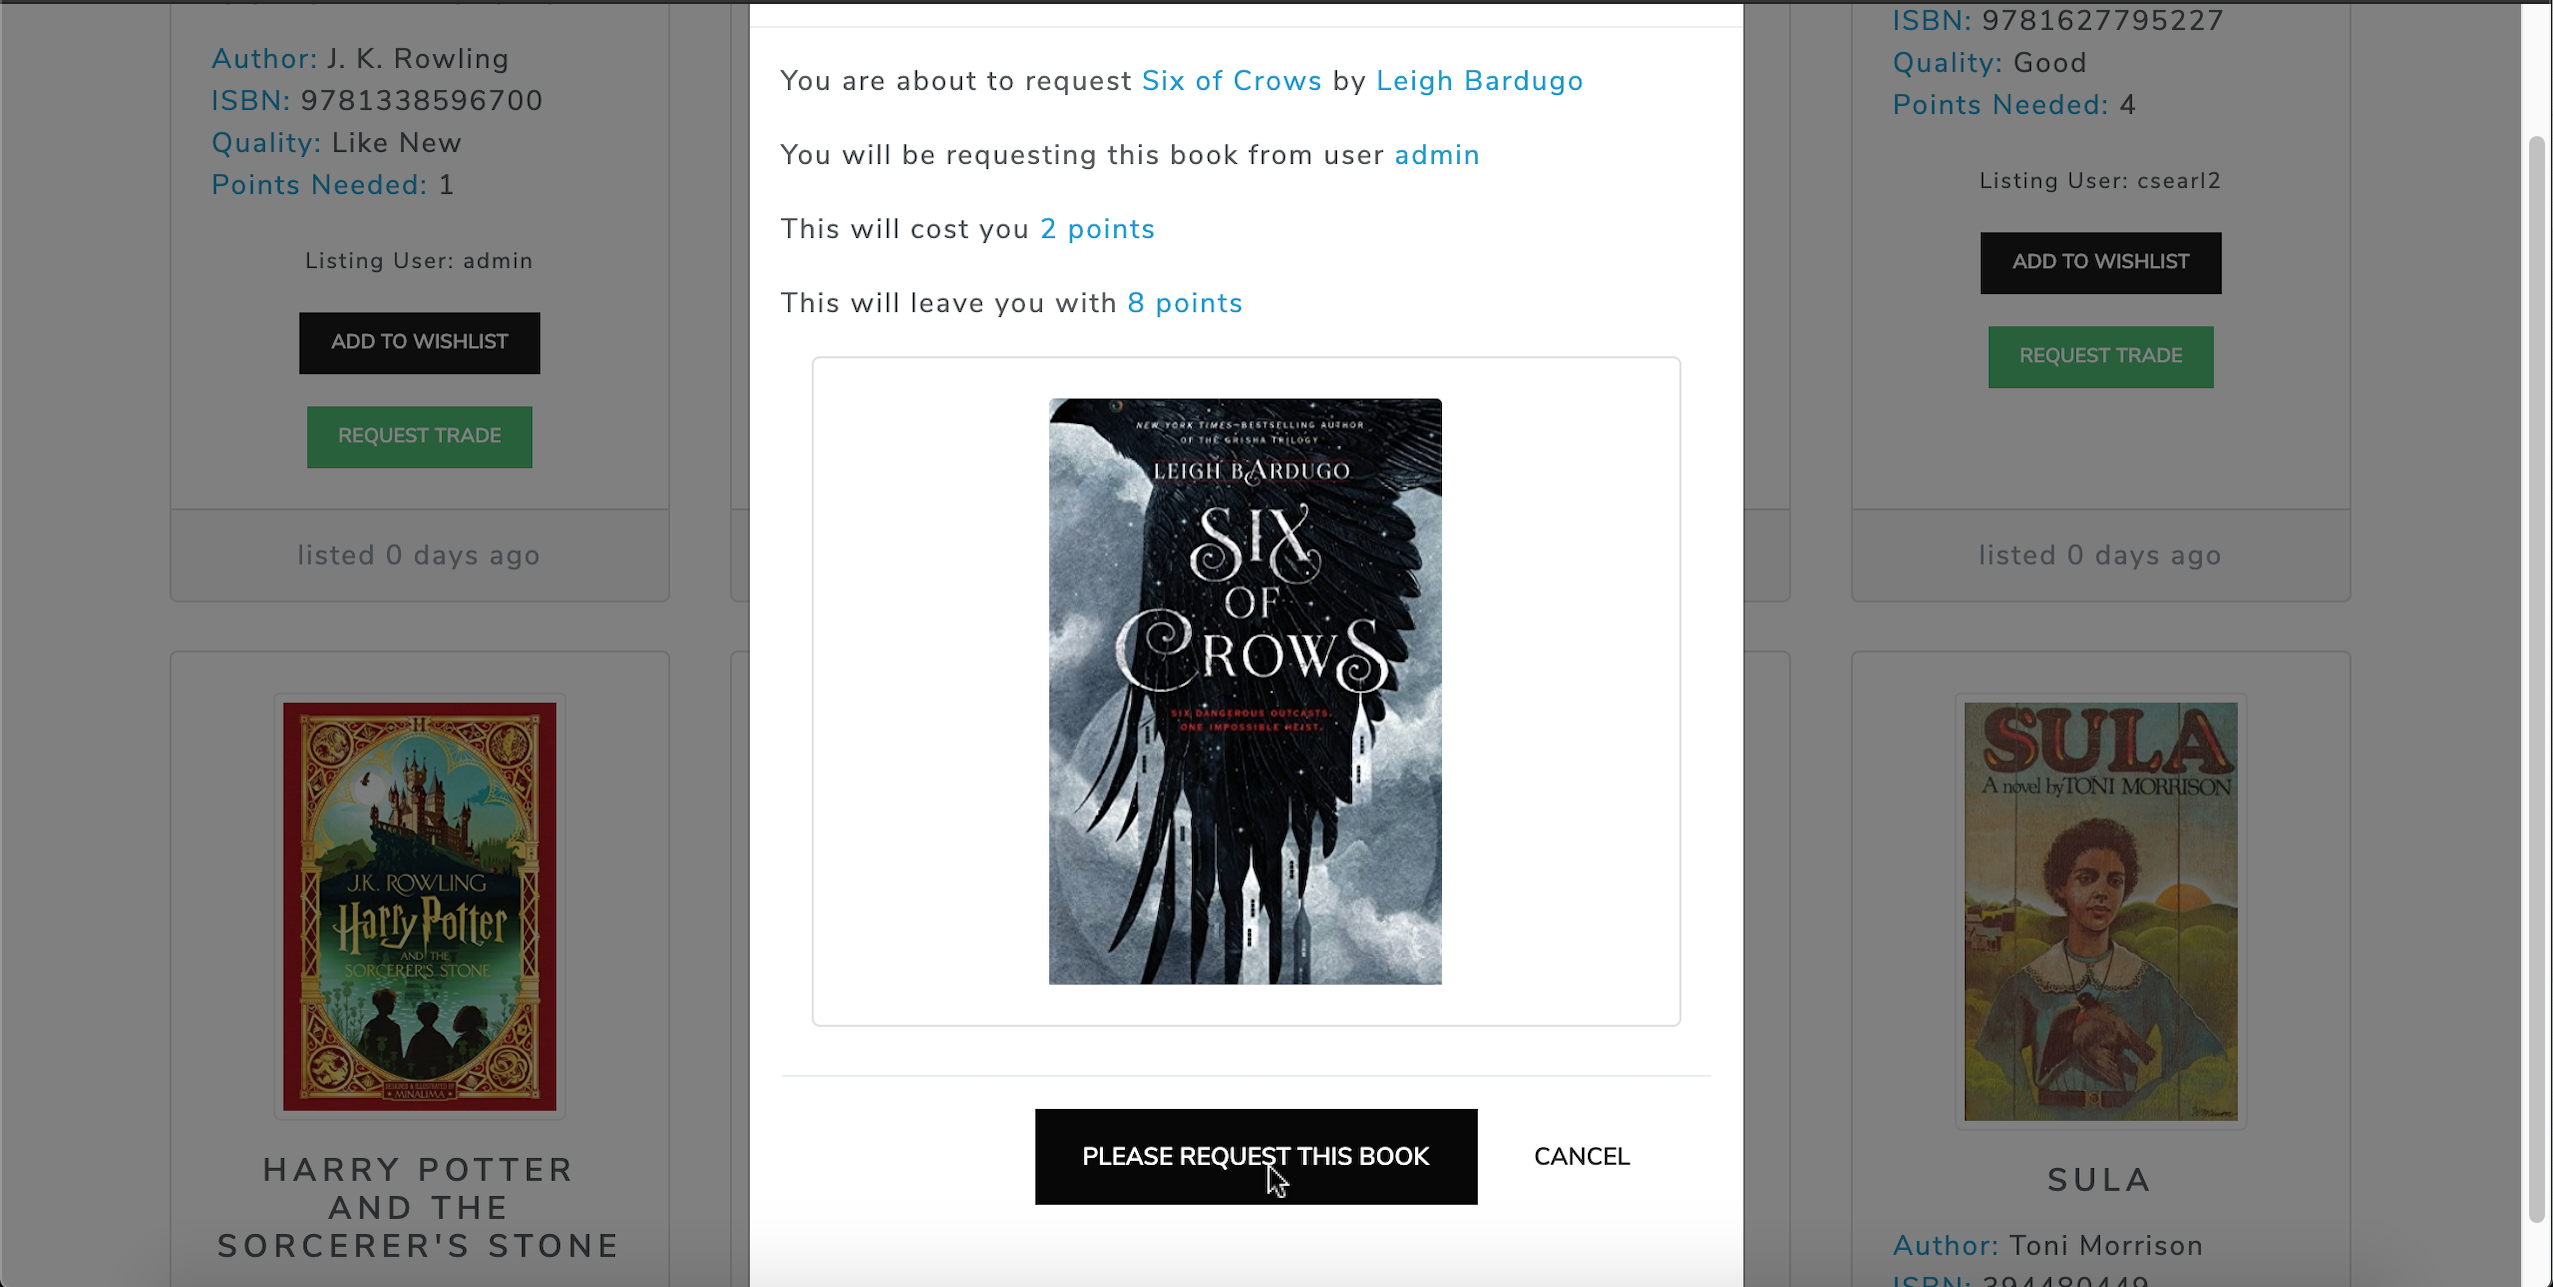 Author: J. K. Rowling
ISBN: 9781338596700
Quality: Like New
Points Needed: 1
Listing User: admin
ADD TO WISHLIST
REQUEST TRADE
listed 0 days ago
J.K. ROWLING
Harry Potter
AND THE
SORCERER'S STONE
DESIGNED & ILLUSTRATED BY
MINALIMA
HARRY POTTER
AND THE
SORCERER'S STONE
You are about to request Six of Crows by Leigh Bardugo
You will be requesting this book from user admin
This will cost you 2 points
This will leave you with 8 points
NEW YORK TIMES–BESTSELLING AUTHOR
OF THE GRISHA TRILOGY
LEIGH BARDUGO
SIX
OF
CROWS
SIX DANGEROUS OUTCASTS.
ONE IMPOSSIBLE HEIST.
PLEASE REQUEST THIS BOOK
CANCEL
ISBN: 9781627795227
Quality: Good
Points Needed: 4
Listing User: csearl2
ADD TO WISHLIST
REQUEST TRADE
listed 0 days ago
SULA
A novel by TONI MORRISON
SULA
Author: Toni Morrison
ISBN: 394480449